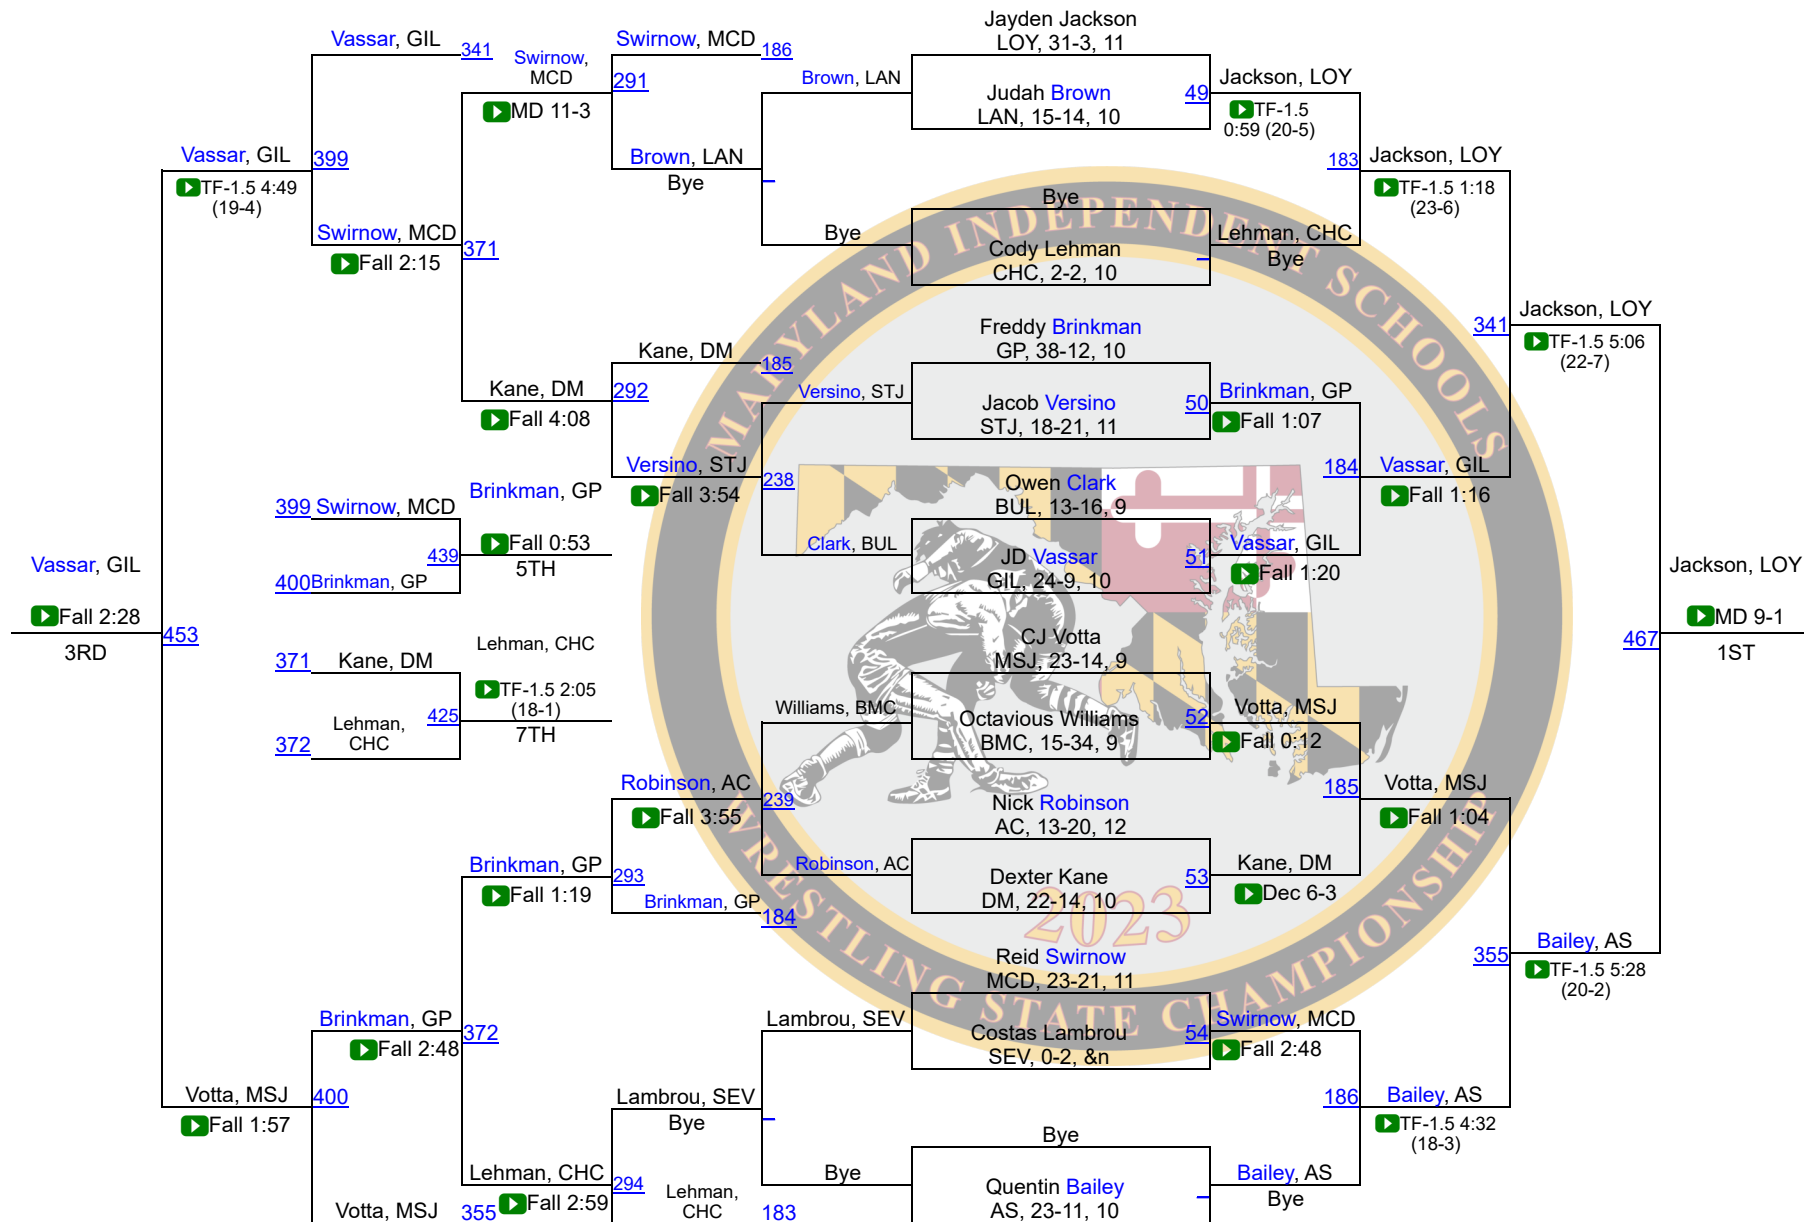 Jayden Jackson
LOY, 31-3, 11
Vassar, GIL
341
Swirnow,
MCD
Swirnow, MCD
186
291
MD 11-3
Brown, LAN
Judah Brown
LAN, 15-14, 10
49
Jackson, LOY
TF-1.5
0:59 (20-5)
Vassar, GIL
399
TF-1.5 4:49
(19-4)
Brown, LAN
Bye
183
Jackson, LOY
TF-1.5 1:18
(23-6)
Bye
Swirnow, MCD
371
Fall 2:15
Bye
Cody Lehman
CHC, 2-2, 10
Lehman, CHC
Bye
Freddy Brinkman
GP, 38-12, 10
341
Jackson, LOY
TF-1.5 5:06
(22-7)
Kane, DM
185
Kane, DM
292
Fall 4:08
Versino, STJ
Jacob Versino
STJ, 18-21, 11
50
Brinkman, GP
Fall 1:07
Versino, STJ
238
Fall 3:54
184
Vassar, GIL
Fall 1:16
Owen Clark
BUL, 13-16, 9
399
Swirnow, MCD
Brinkman, GP
439
Fall 0:53
5TH
400
Brinkman, GP
Clark, BUL
JD Vassar
GIL, 24-9, 10
51
Vassar, GIL
Fall 1:20
Vassar, GIL
Fall 2:28
3RD
453
Jackson, LOY
MD 9-1
467
1ST
CJ Votta
MSJ, 23-14, 9
371
Kane, DM
Lehman, CHC
425
TF-1.5 2:05
(18-1)
7TH
372
Lehman,
CHC
Williams, BMC
Octavious Williams
BMC, 15-34, 9
52
Votta, MSJ
Fall 0:12
Robinson, AC
239
Fall 3:55
185
Votta, MSJ
Fall 1:04
Nick Robinson
AC, 13-20, 12
Brinkman, GP
293
Fall 1:19
Brinkman, GP
184
Robinson, AC
Dexter Kane
DM, 22-14, 10
53
Kane, DM
Dec 6-3
Reid Swirnow
MCD, 23-21, 11
355
Bailey, AS
TF-1.5 5:28
(20-2)
Brinkman, GP
372
Fall 2:48
Lambrou, SEV
Costas Lambrou
SEV, 0-2, &n
54
Swirnow, MCD
Fall 2:48
Votta, MSJ
400
Fall 1:57
Lambrou, SEV
Bye
186
Bailey, AS
TF-1.5 4:32
(18-3)
Bye
Lehman, CHC
294
Fall 2:59
Bye
Quentin Bailey
AS, 23-11, 10
Bailey, AS
Bye
Votta, MSJ
355
Lehman,
CHC
183
MARYLAND INDEPENDENT SCHOOLS
WRESTLING STATE CHAMPIONSHIP
2023